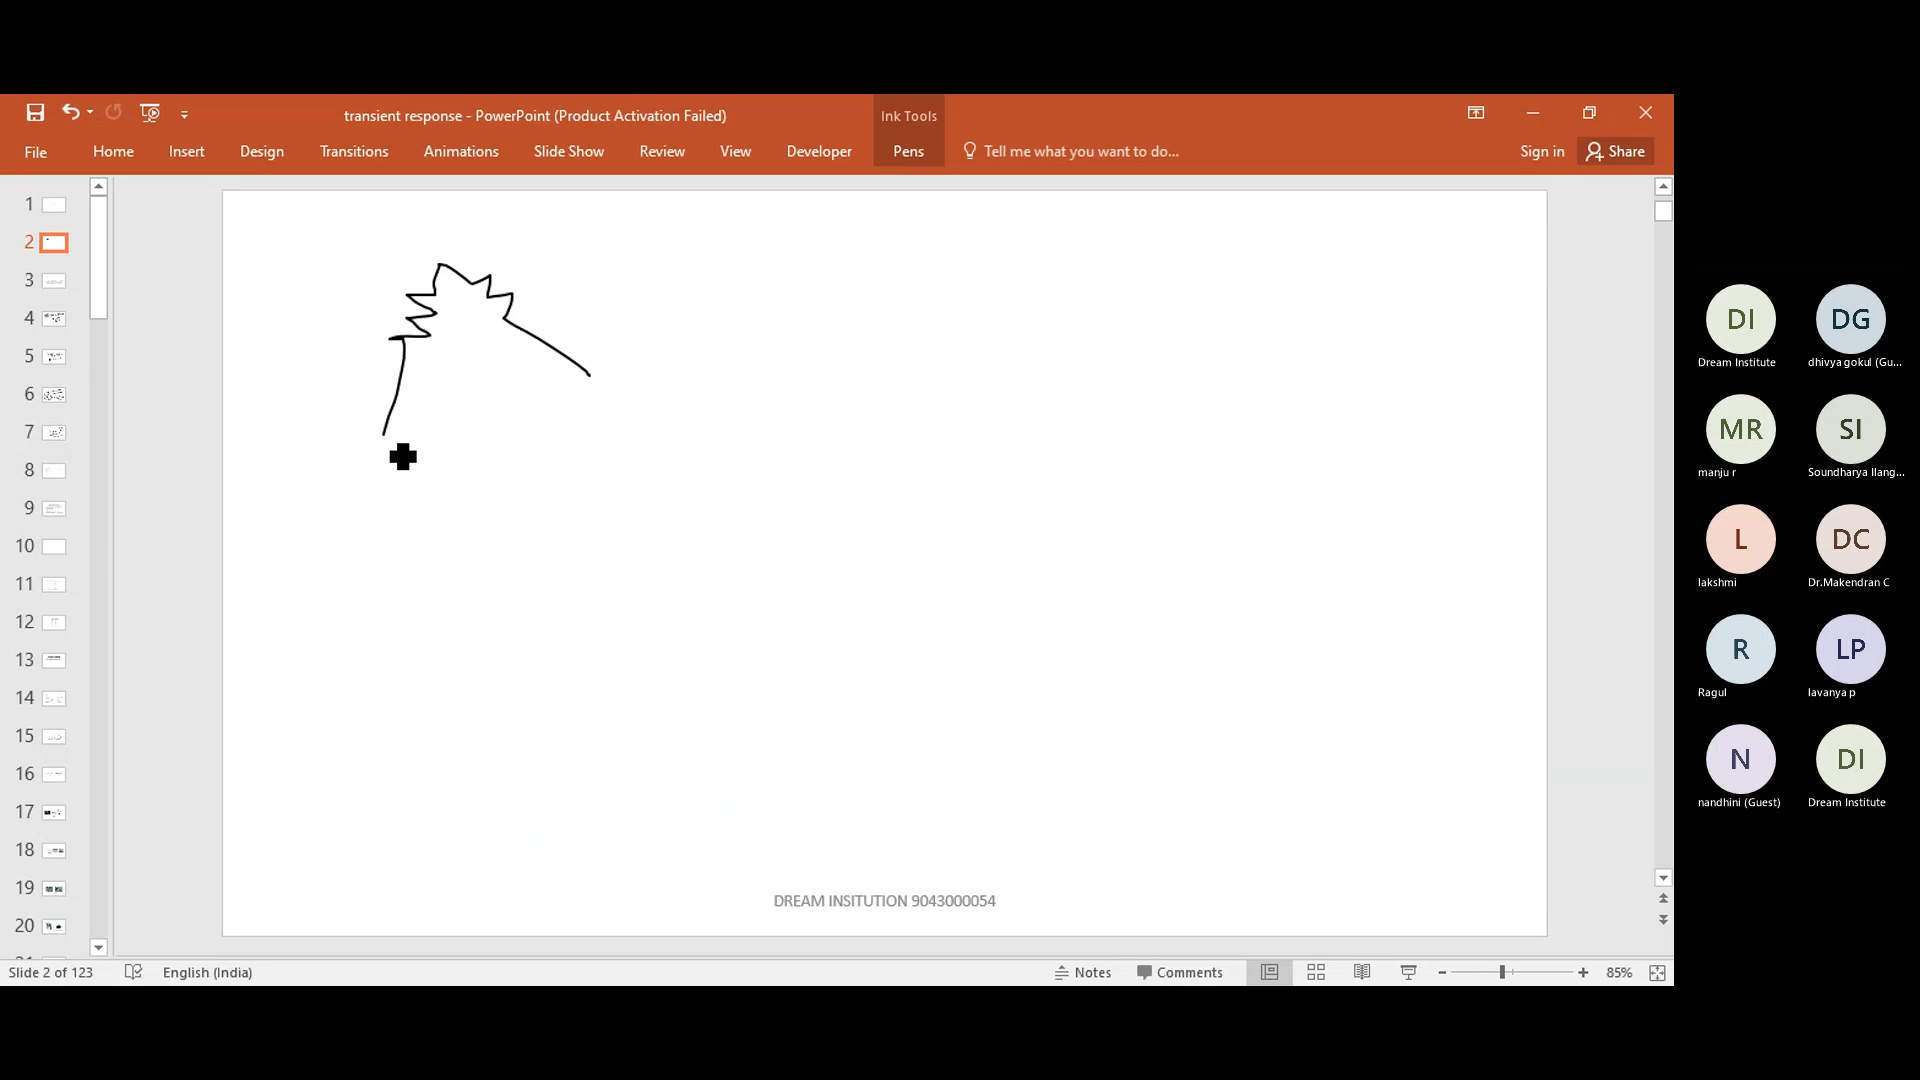 transient response - PowerPoint (Product Activation Failed)
Ink Tools
File Home Insert Design Transitions Animations Slide Show Review View Developer Pens Tell me what you want to do... Sign in Share
1
2
3
4
5
6
7
8
9
10
11
12
13
14
15
16
17
18
19
20
DREAM INSITUTION 9043000054
Slide 2 of 123 English (India) Notes Comments 85%
DI DG
Dream Institute dhivya gokul (Gu...
MR SI
manju r Soundharya Ilang...
L DC
lakshmi Dr.Makendran C
R LP
Ragul lavanya p
N DI
nandhini (Guest) Dream Institute